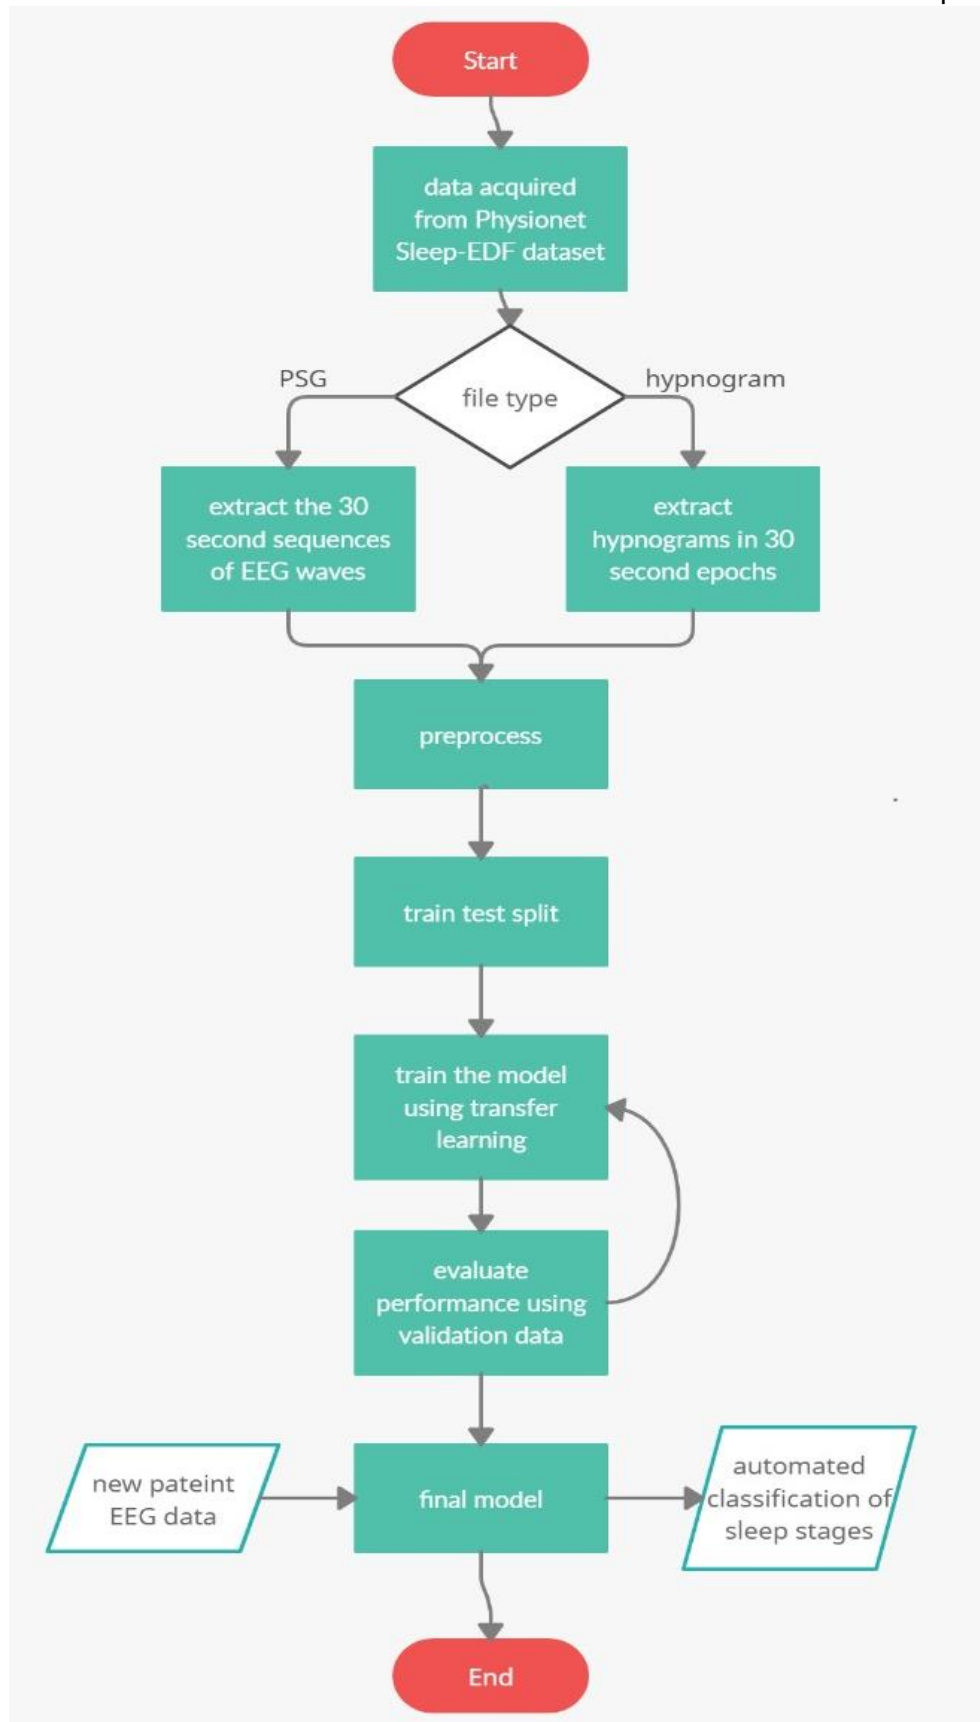 Start
data acquired
from Physionet
Sleep-EDF dataset
PSG
hypnogram
file type
extract the 30
second sequences
of EEG waves
extract
hypnograms in 30
second epochs
preprocess
train test split
train the model
using transfer
learning
evaluate
performance using
validation data
new pateint
EEG data
final model
automated
classification of
sleep stages
End